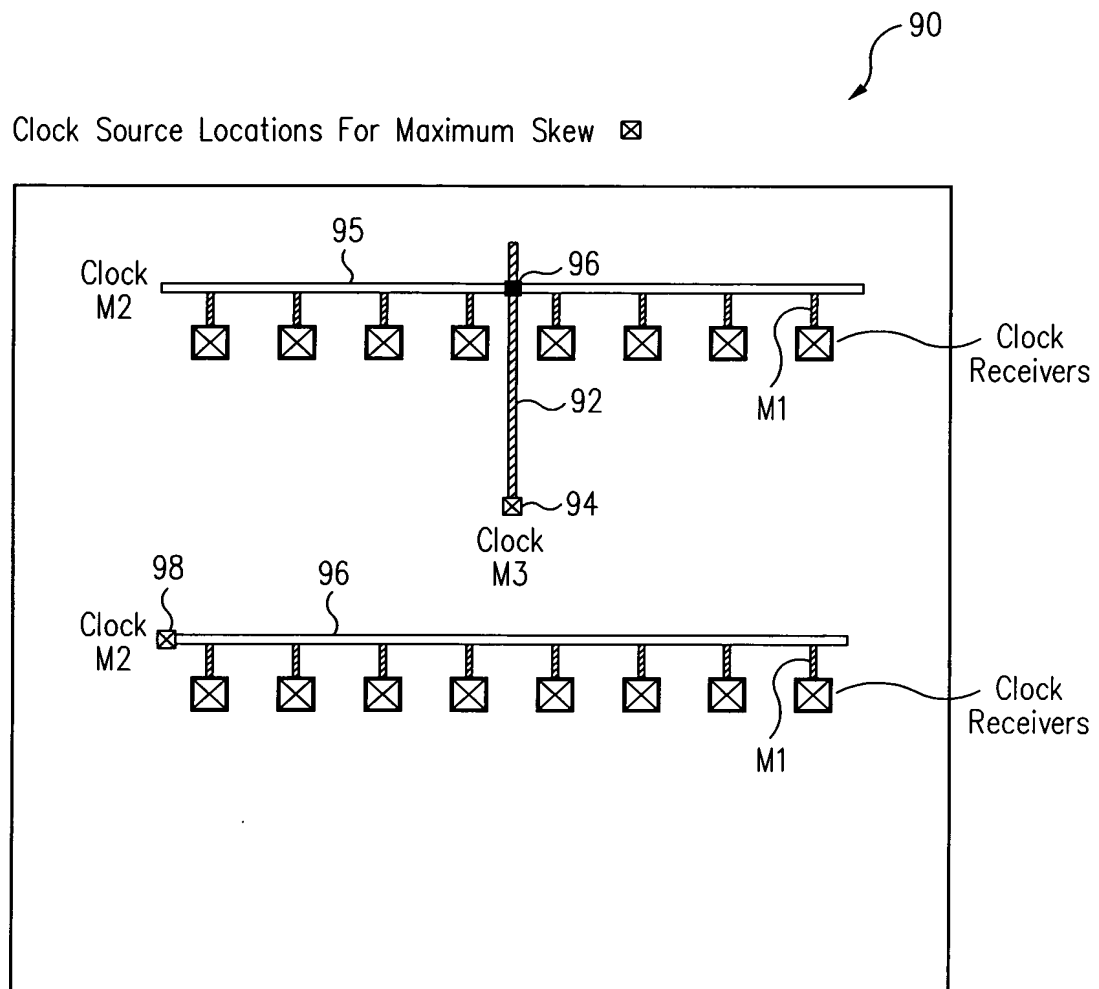 90
Clock Source Locations For Maximum Skew
95
96
Clock
M2
Clock
Receivers
M1
92
94
Clock
M3
98
96
Clock
M2
Clock
Receivers
M1